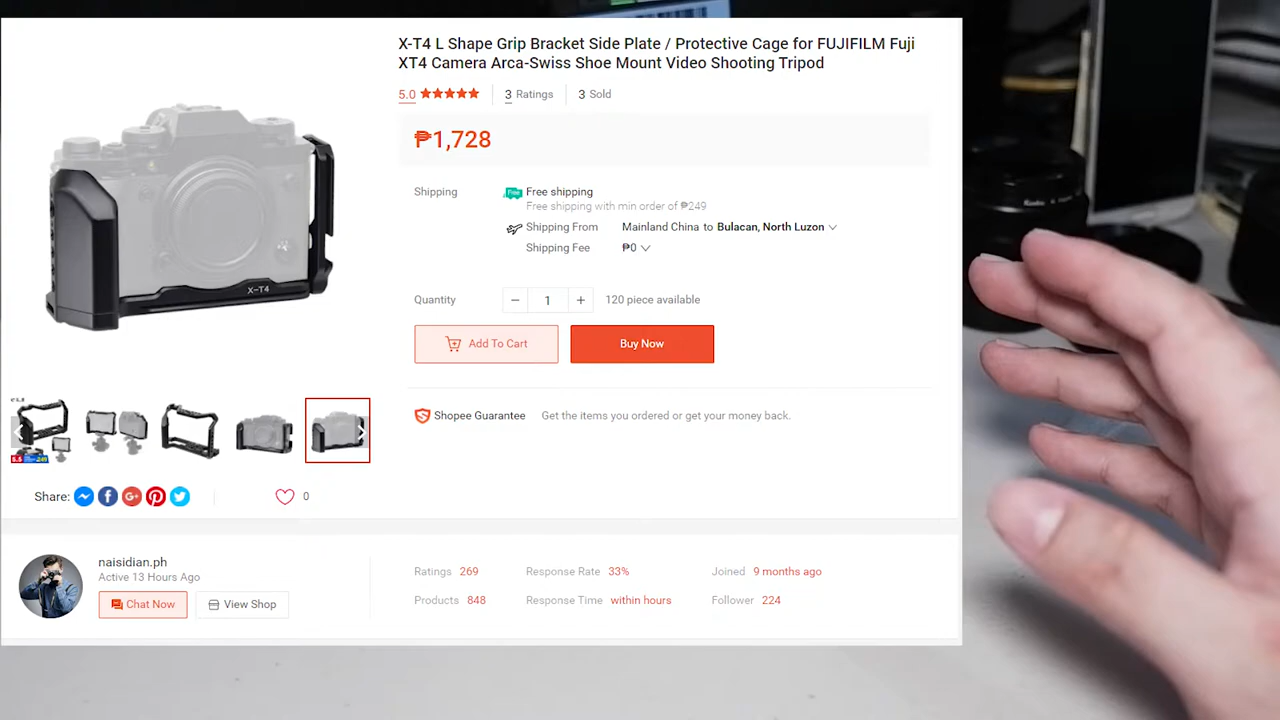 X-T4 L Shape Grip Bracket Side Plate / Protective Cage for FUJIFILM Fuji
XT4 Camera Arca-Swiss Shoe Mount Video Shooting Tripod
5.0
3 Ratings
3 Sold
₱1,728
Shipping
Free
Free shipping
Free shipping with min order of ₱249
Shipping From Mainland China to Bulacan, North Luzon
Shipping Fee ₱0
X-T4
Quantity − 1 + 120 piece available
Add To Cart
Buy Now
Shopee Guarantee Get the items you ordered or get your money back.
Share:
0
naisidian.ph
Active 13 Hours Ago
Chat Now
View Shop
Ratings 269
Response Rate 33%
Joined 9 months ago
Products 848
Response Time within hours
Follower 224
Kenko